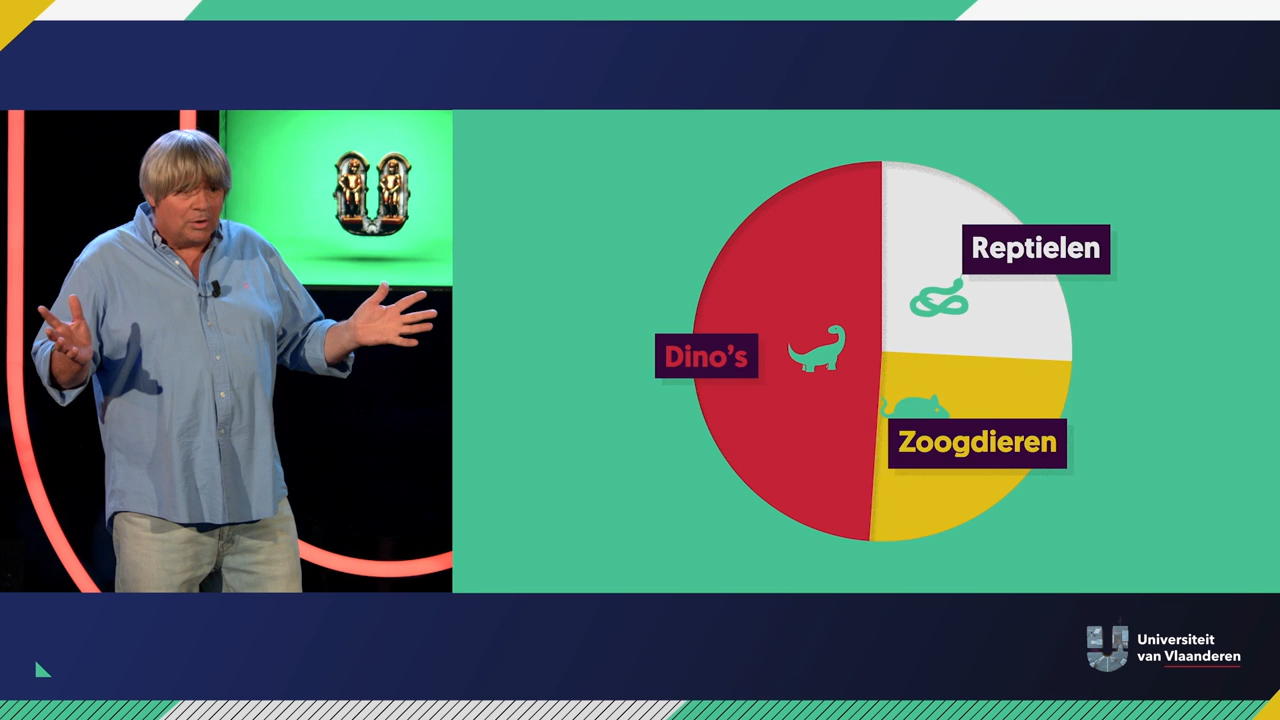 Reptielen
Dino's
Zoogdieren
Universiteit
van Vlaanderen